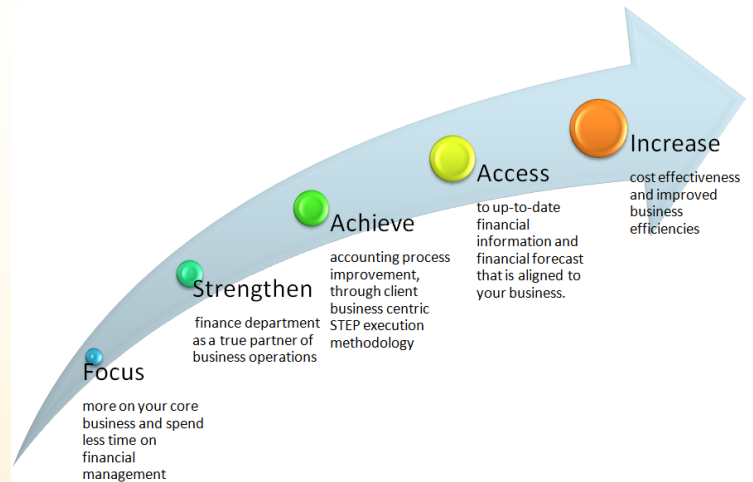 Focus
more on your core
business and spend
less time on
financial
management
Strengthen
finance department
as a true partner of
business operations
Achieve
accounting process
improvement,
through client
business centric
STEP execution
methodology
Access
to up-to-date
financial
information and
financial forecast
that is aligned to
your business.
Increase
cost effectiveness
and improved
business
efficiencies